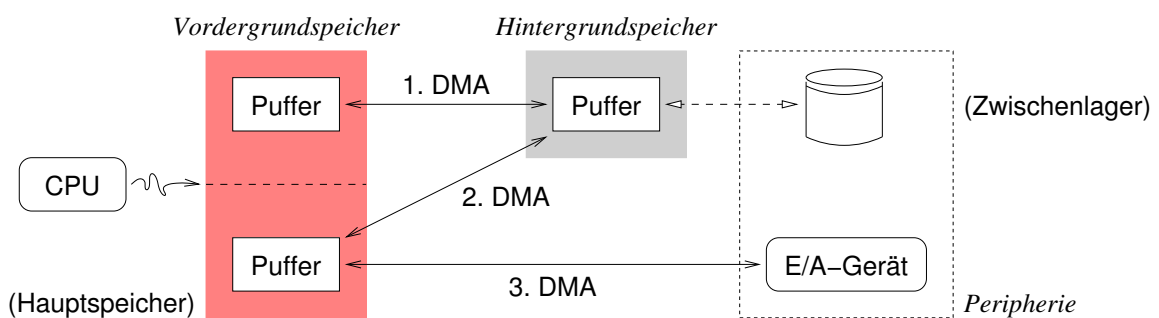 Vordergrundspeicher
Hintergrundspeicher
Puffer
1. DMA
Puffer
(Zwischenlager)
CPU
2. DMA
Puffer
E/A−Gerät
3. DMA
(Hauptspeicher)
Peripherie